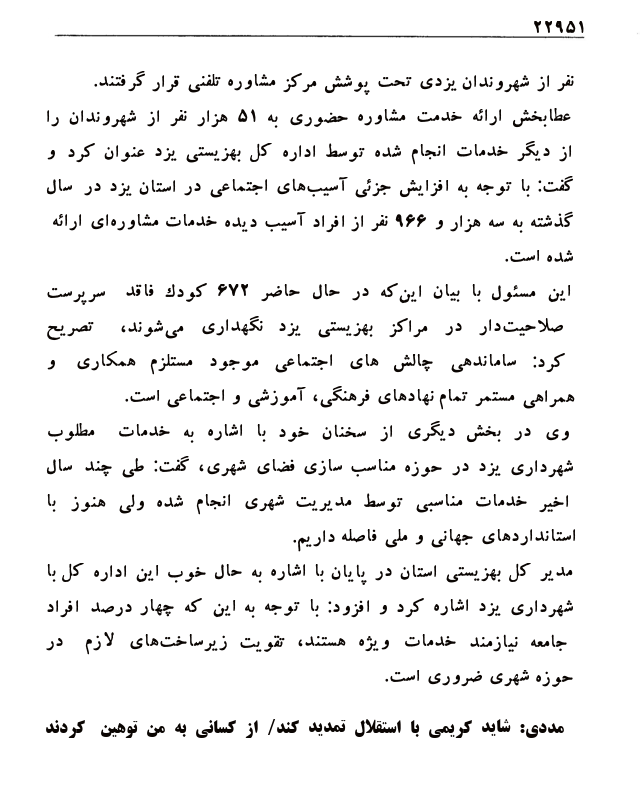 ۲۲۹۵۱
نفر از شهروندان یزدی تحت پوشش مرکز مشاوره تلفنی قرار گرفتند.
عطابخش ارائه خدمت مشاوره حضوری به ۵۱ هزار نفر از شهروندان را
از دیگر خدمات انجام شده توسط اداره کل بهزیستی یزد عنوان کرد و
گفت: با توجه به افزایش جزئی آسیب‌های اجتماعی در استان یزد در سال
گذشته به سه هزار و ۹۶۶ نفر از افراد آسیب دیده خدمات مشاوره‌ای ارائه
شده است.
این مسئول با بیان این‌که در حال حاضر ۶۷۲ کودك فاقد سرپرست
صلاحیت‌دار در مراکز بهزیستی یزد نگهداری می‌شوند، تصریح
کرد: ساماندهی چالش های اجتماعی موجود مستلزم همکاری و
همراهی مستمر تمام نهادهای فرهنگی، آموزشی و اجتماعی است.
وی در بخش دیگری از سخنان خود با اشاره به خدمات مطلوب
شهرداری یزد در حوزه مناسب سازی فضای شهری، گفت: طی چند سال
اخیر خدمات مناسبی توسط مدیریت شهری انجام شده ولی هنوز با
استانداردهای جهانی و ملی فاصله داریم.
مدیر کل بهزیستی استان در پایان با اشاره به حال خوب این اداره کل با
شهرداری یزد اشاره کرد و افزود: با توجه به این که چهار درصد افراد
جامعه نیازمند خدمات ویژه هستند، تقویت زیرساخت‌های لازم در
حوزه شهری ضروری است.
مددی: شاید کریمی با استقلال تمدید کند/ از کسانی به من توهین کردند